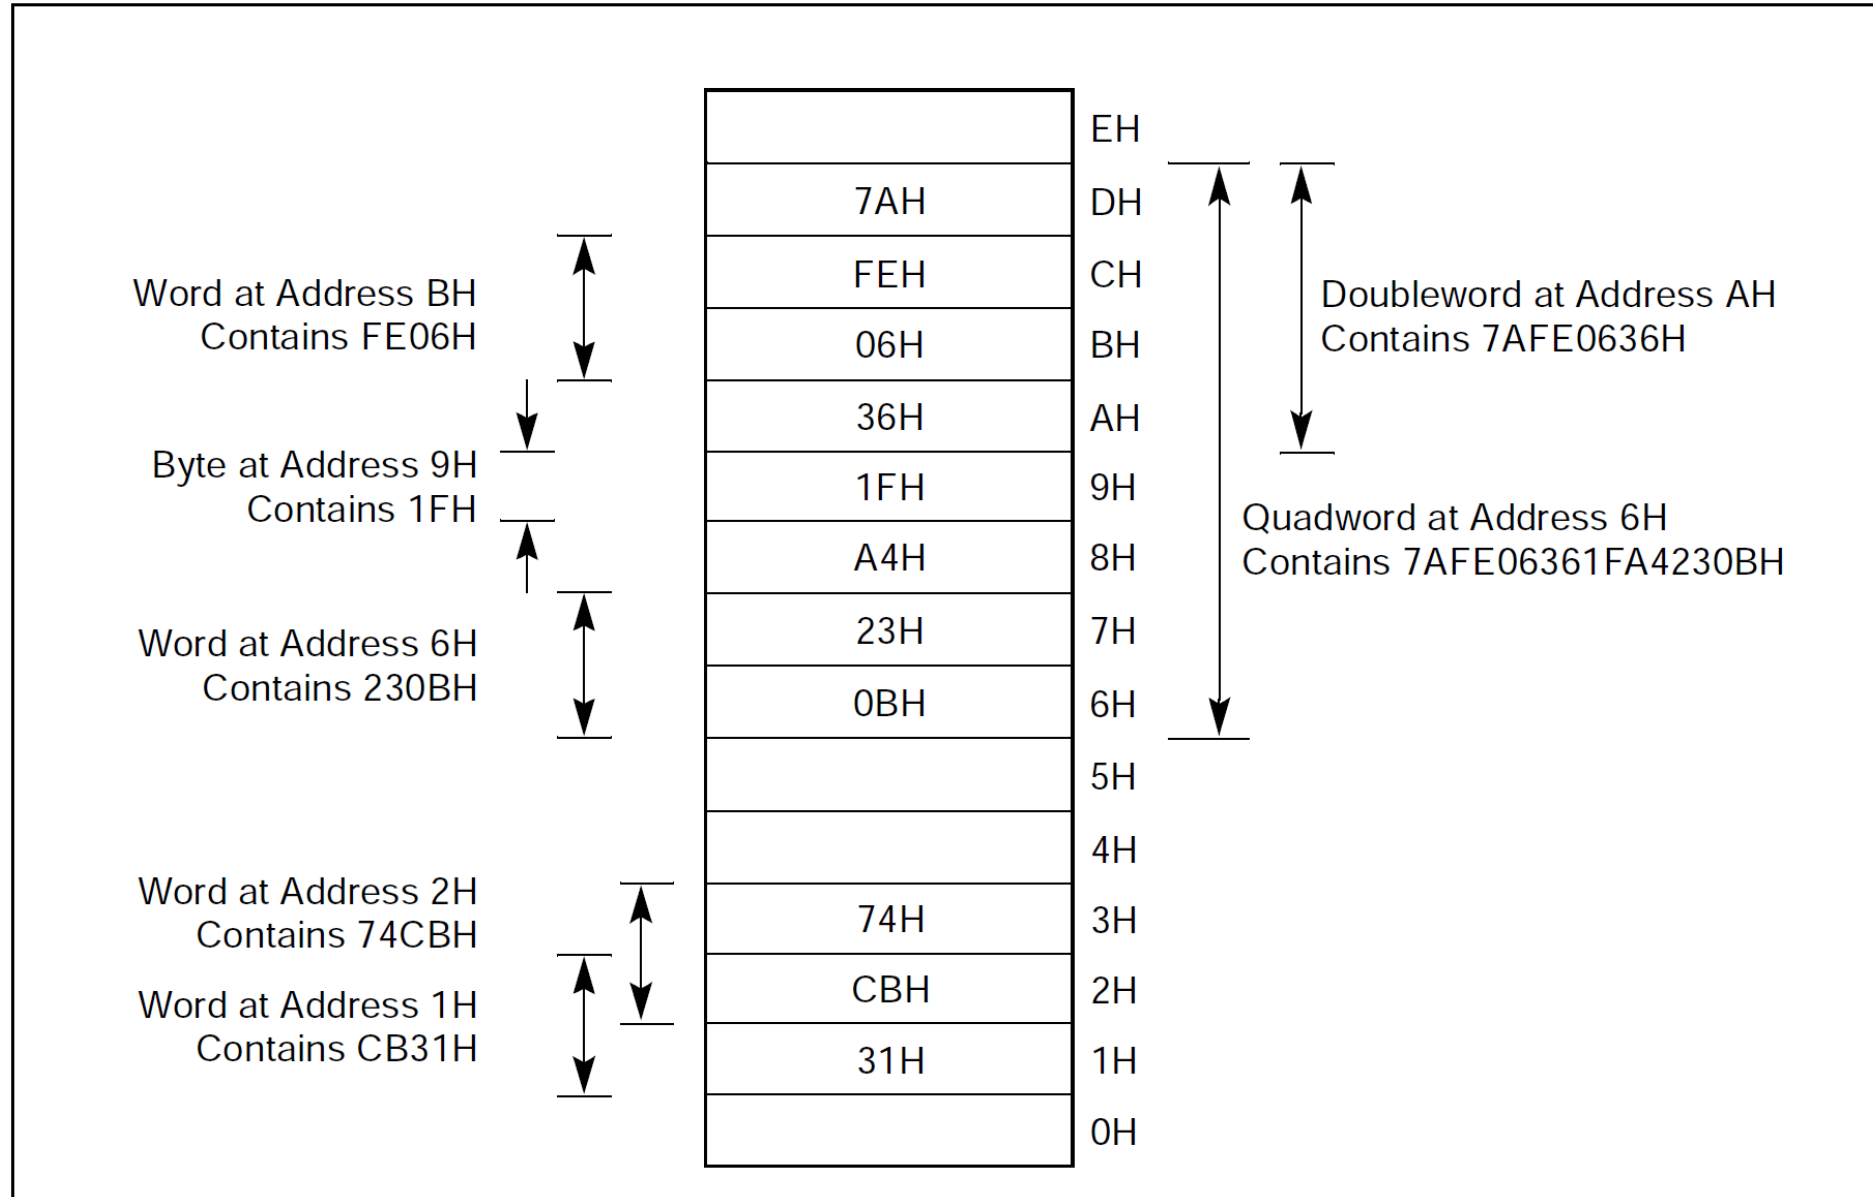 EH
7AH
DH
FEH
CH
Word at Address BH
Contains FE06H
Doubleword at Address AH
Contains 7AFE0636H
06H
BH
36H
AH
Byte at Address 9H
Contains 1FH
1FH
9H
Quadword at Address 6H
Contains 7AFE06361FA4230BH
A4H
8H
23H
7H
Word at Address 6H
Contains 230BH
0BH
6H
5H
4H
Word at Address 2H
Contains 74CBH
74H
3H
CBH
2H
Word at Address 1H
Contains CB31H
31H
1H
0H